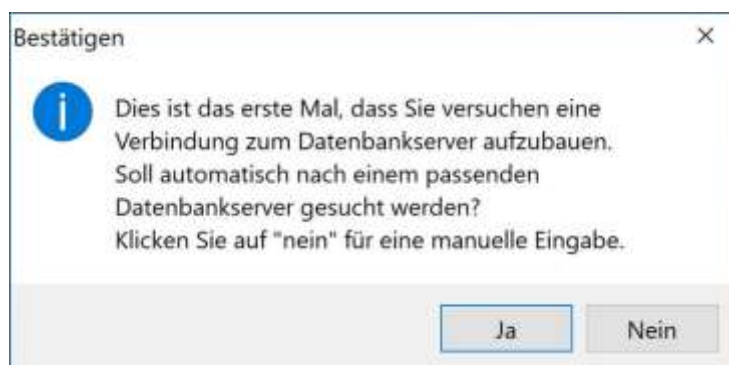 Bestätigen
Dies ist das erste Mal, dass Sie versuchen eine
Verbindung zum Datenbankserver aufzubauen.
Soll automatisch nach einem passenden
Datenbankserver gesucht werden?
Klicken Sie auf "nein" für eine manuelle Eingabe.
Ja Nein